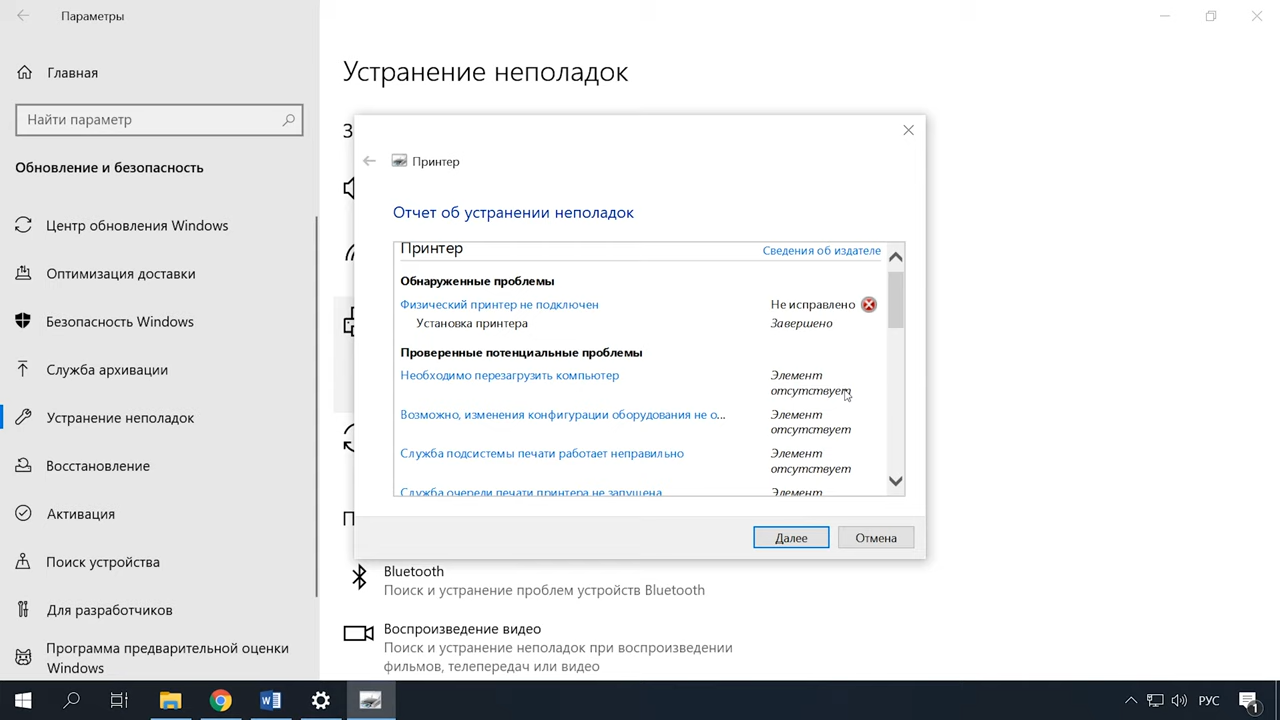 Параметры
Главная
Найти параметр
Обновление и безопасность
Центр обновления Windows
Оптимизация доставки
Безопасность Windows
Служба архивации
Устранение неполадок
Восстановление
Активация
Поиск устройства
Для разработчиков
Программа предварительной оценки
Windows
Устранение неполадок
З
Принтер
Отчет об устранении неполадок
Принтер Сведения об издателе
Обнаруженные проблемы
Физический принтер не подключен Не исправлено
Установка принтера Завершено
Проверенные потенциальные проблемы
Необходимо перезагрузить компьютер Элемент
отсутствует
Возможно, изменения конфигурации оборудования не о... Элемент
отсутствует
Служба подсистемы печати работает неправильно Элемент
отсутствует
Служба очереди печати принтера не запущена Элемент
Далее Отмена
П
Bluetooth
Поиск и устранение проблем устройств Bluetooth
Воспроизведение видео
Поиск и устранение неполадок при воспроизведении
фильмов, телепередач или видео
РУС
1